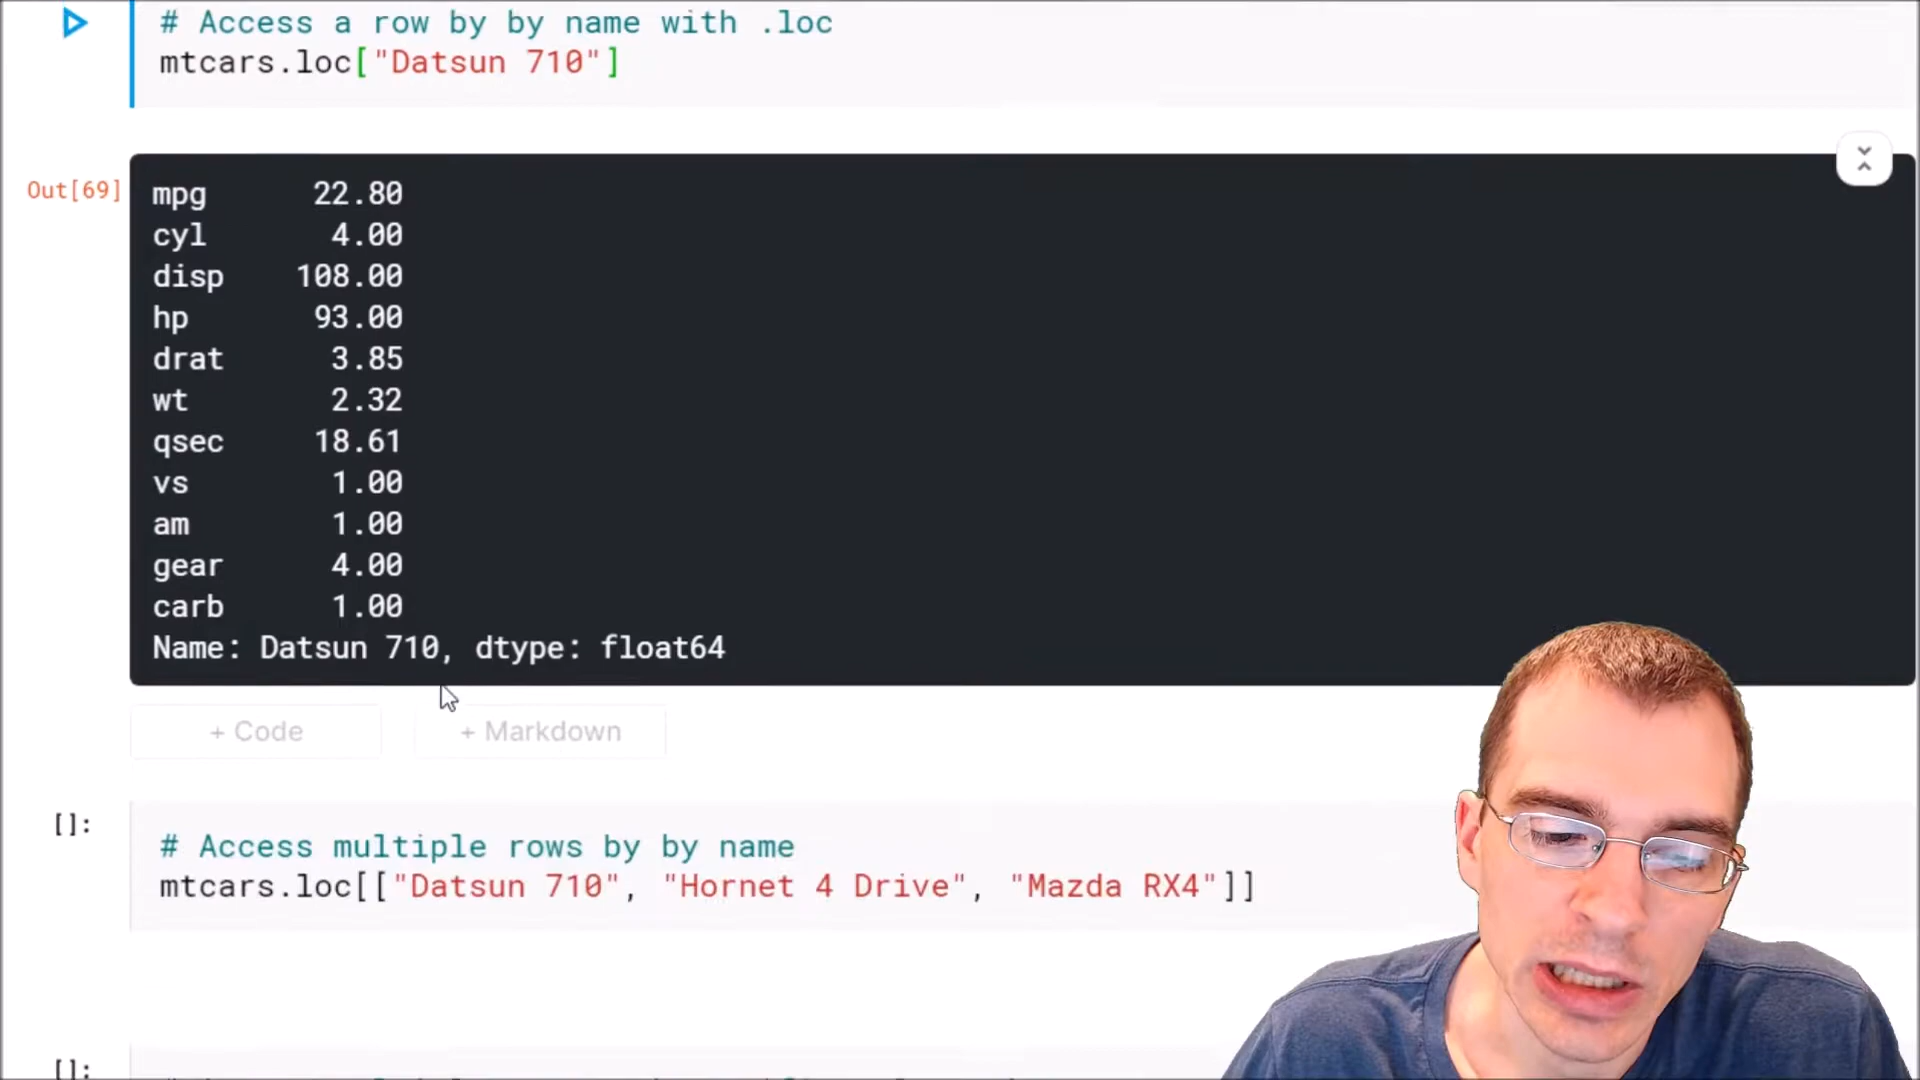 # Access a row by by name with .loc
mtcars.loc["Datsun 710"]
Out[69]
mpg 22.80
cyl 4.00
disp 108.00
hp 93.00
drat 3.85
wt 2.32
qsec 18.61
vs 1.00
am 1.00
gear 4.00
carb 1.00
Name: Datsun 710, dtype: float64
+ Code + Markdown
[]:
# Access multiple rows by by name
mtcars.loc[["Datsun 710", "Hornet 4 Drive", "Mazda RX4"]]
[]: